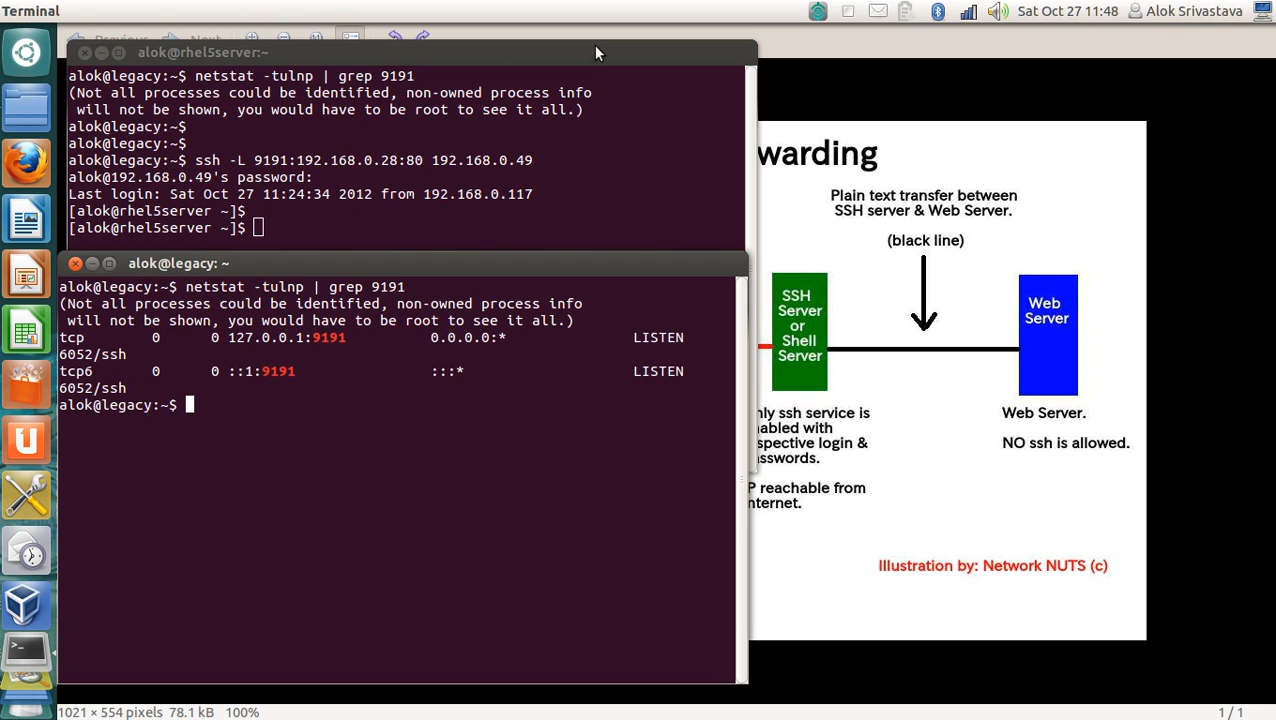 Terminal
Sat Oct 27 11:48
Alok Srivastava
Previous
Next
alok@rhel5server:~
alok@legacy:~$ netstat -tulnp | grep 9191
(Not all processes could be identified, non-owned process info
will not be shown, you would have to be root to see it all.)
alok@legacy:~$
alok@legacy:~$
alok@legacy:~$ ssh -L 9191:192.168.0.28:80 192.168.0.49
alok@192.168.0.49's password:
Last login: Sat Oct 27 11:24:34 2012 from 192.168.0.117
[alok@rhel5server ~]$
[alok@rhel5server ~]$
alok@legacy: ~
alok@legacy:~$ netstat -tulnp | grep 9191
(Not all processes could be identified, non-owned process info
will not be shown, you would have to be root to see it all.)
tcp 0 0 127.0.0.1:9191 0.0.0.0:* LISTEN
6052/ssh
tcp6 0 0 ::1:9191 :::* LISTEN
6052/ssh
alok@legacy:~$
warding
Plain text transfer between
SSH server & Web Server.
(black line)
SSH
Server
or
Shell
Server
Web
Server
nly ssh service is
abled with
spective login &
sswords.
P reachable from
nternet.
Web Server.
NO ssh is allowed.
Illustration by: Network NUTS (c)
1021 × 554 pixels 78.1 kB 100%
1 / 1